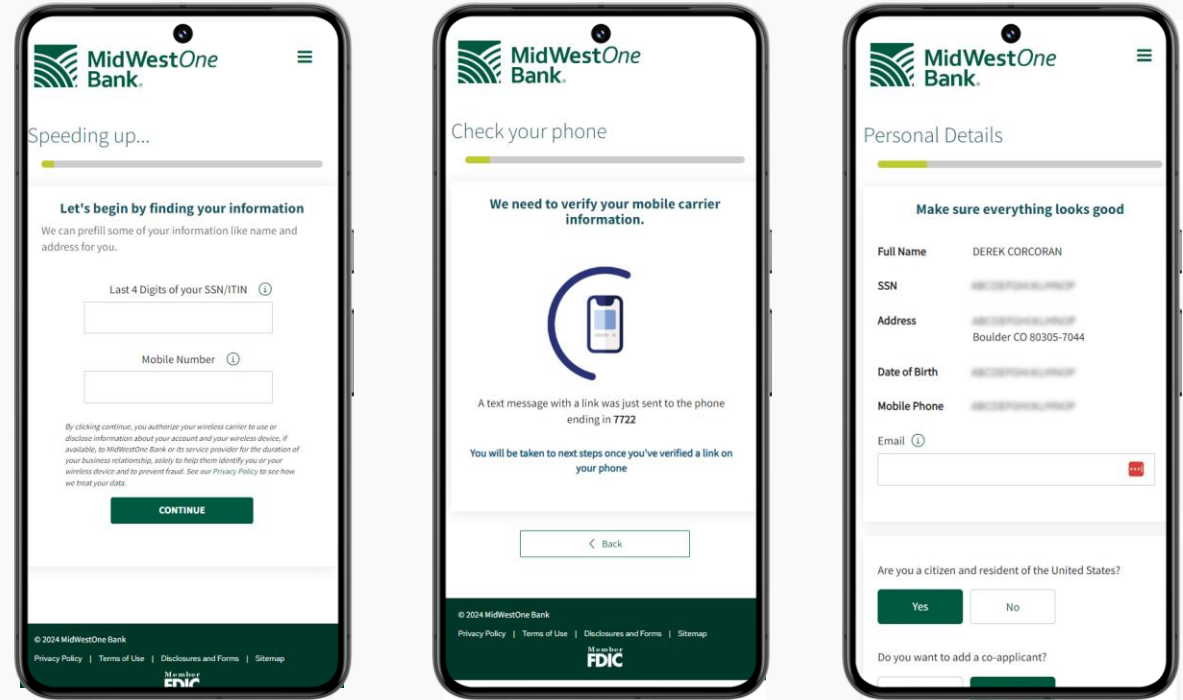 MidWestOne
Bank.
Speeding up...
Let's begin by finding your information
We can prefill some of your information like name and
address for you.
Last 4 Digits of your SSN/ITIN
Mobile Number
By clicking continue, you authorize your wireless carrier to use or
disclose information about your account and your wireless device, if
available, to MidWestOne Bank or its service provider for the duration of
your business relationship, solely to help them identify you or your
wireless device and to prevent fraud. See our Privacy Policy to see how
we treat your data.
CONTINUE
© 2024 MidWestOne Bank
Privacy Policy | Terms of Use | Disclosures and Forms | Sitemap
Member
FDIC
MidWestOne
Bank.
Check your phone
We need to verify your mobile carrier
information.
A text message with a link was just sent to the phone
ending in 7722
You will be taken to next steps once you've verified a link on
your phone
Back
© 2024 MidWestOne Bank
Privacy Policy | Terms of Use | Disclosures and Forms | Sitemap
Member
FDIC
MidWestOne
Bank.
Personal Details
Make sure everything looks good
Full Name DEREK CORCORAN
SSN
Address
Boulder CO 80305-7044
Date of Birth
Mobile Phone
Email
Are you a citizen and resident of the United States?
Yes No
Do you want to add a co-applicant?